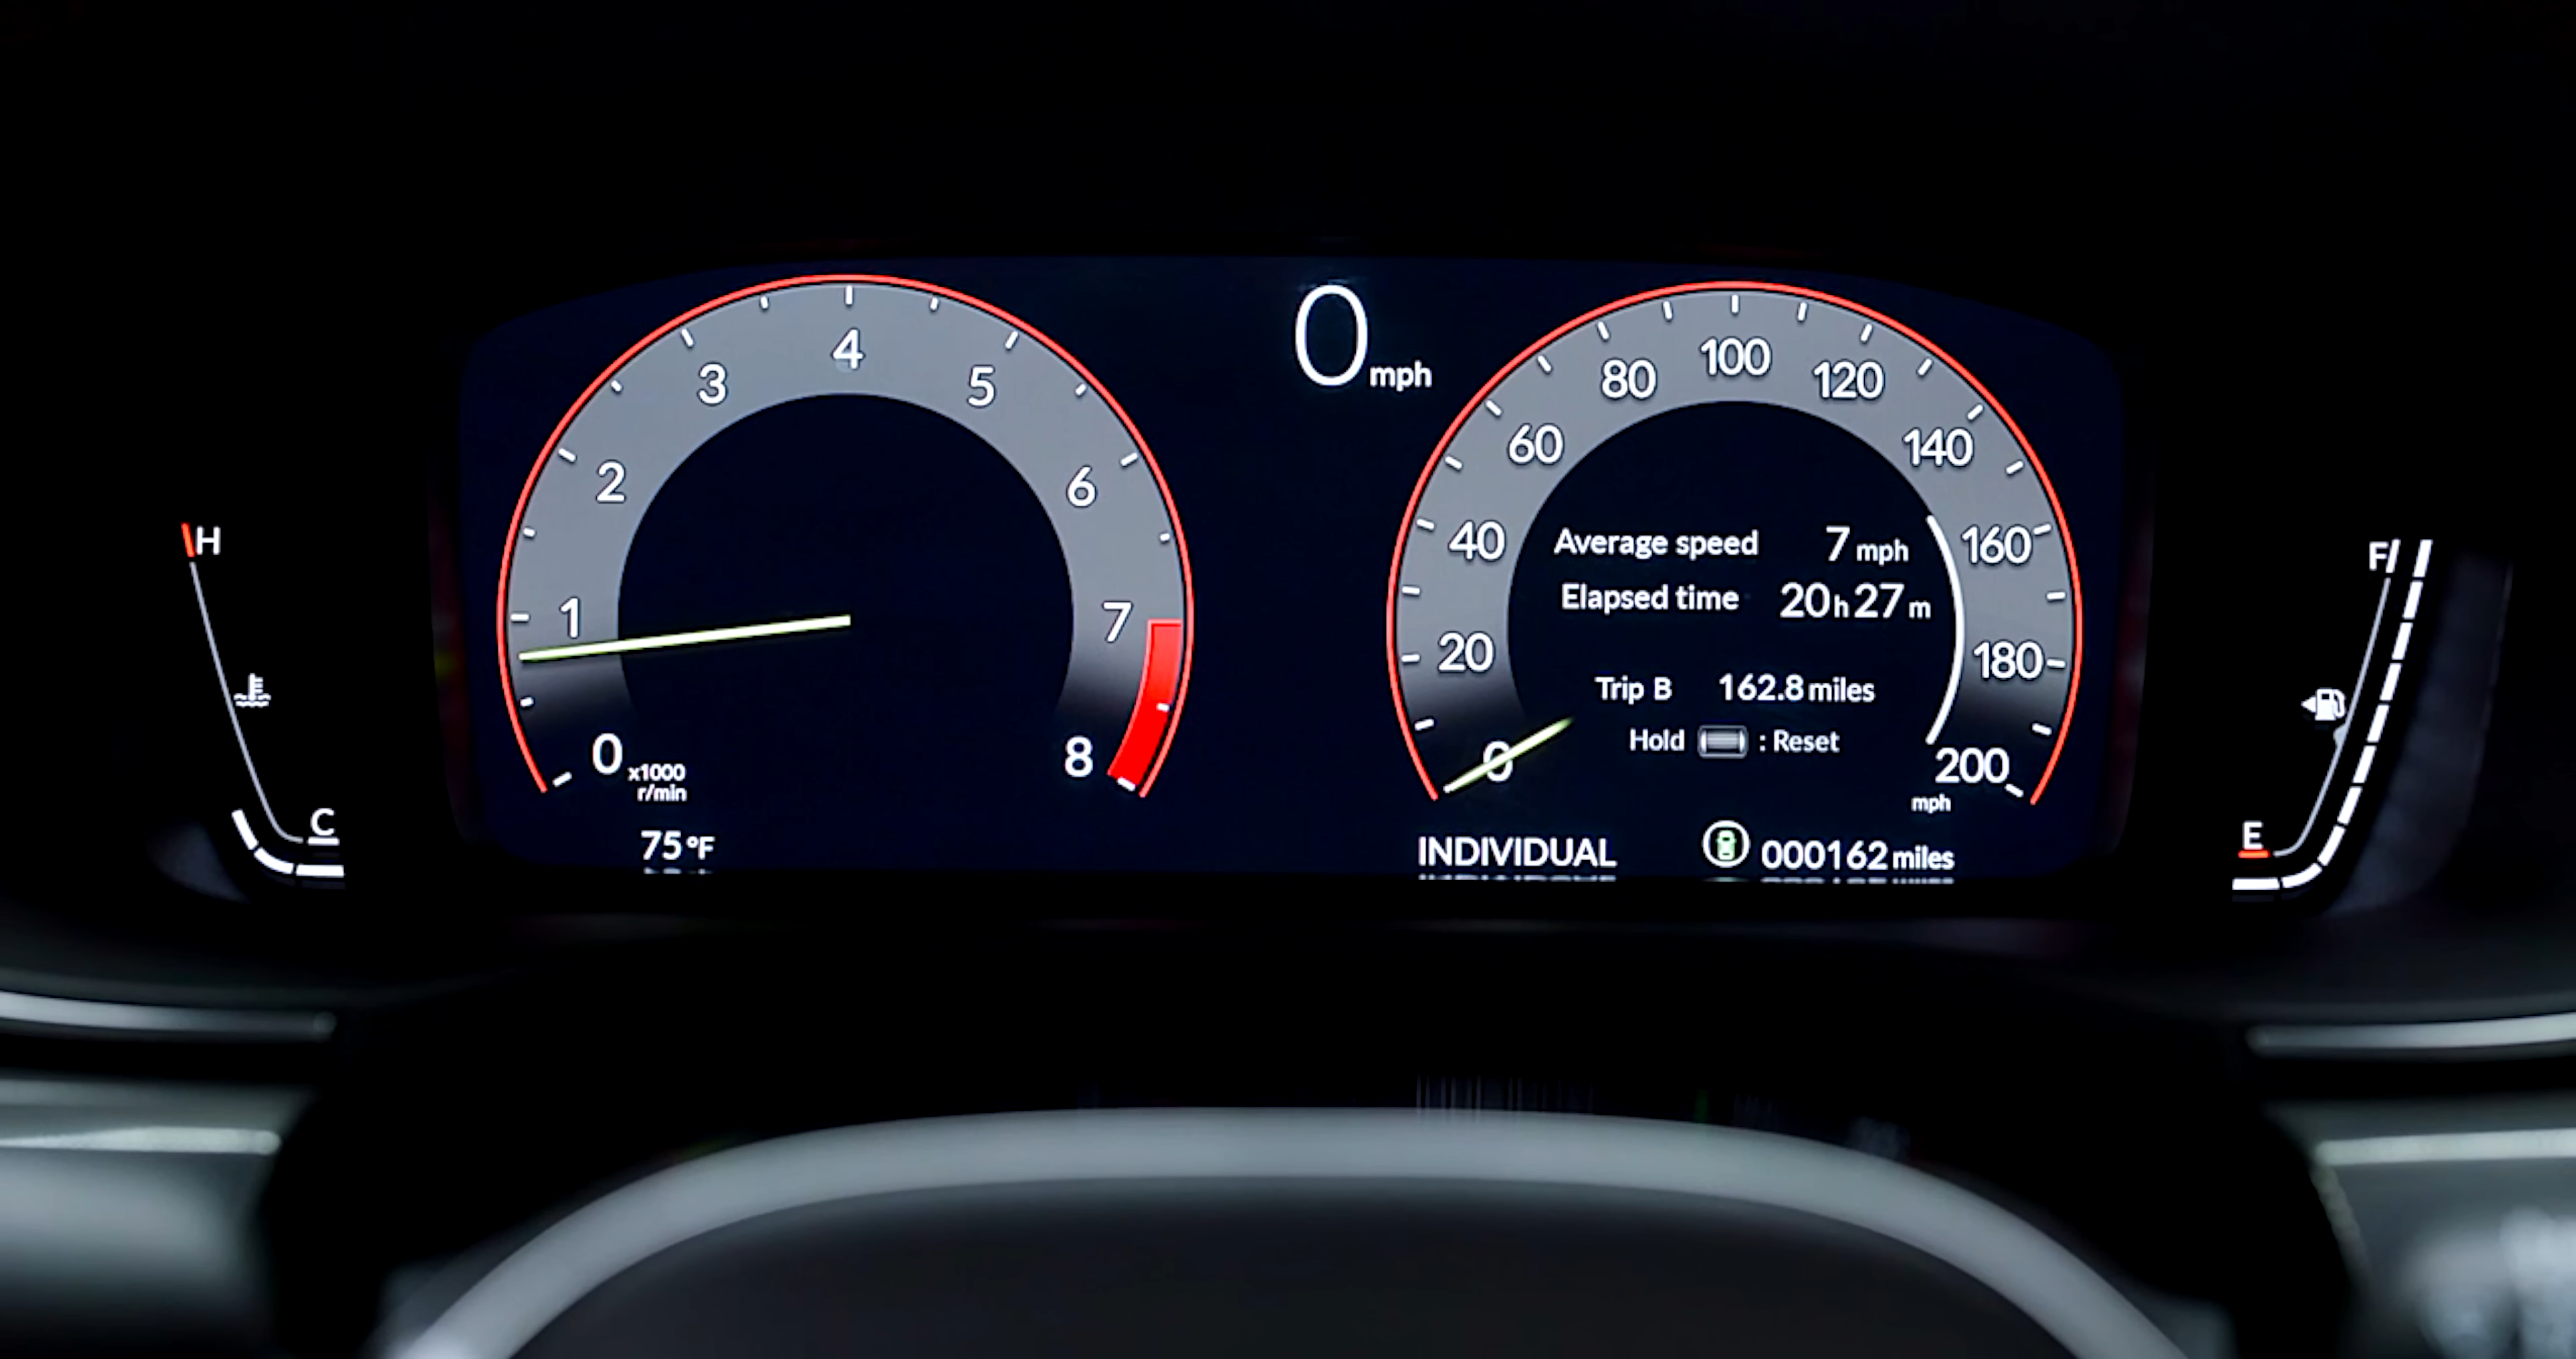 0 mph
0
1
2
3
4
5
6
7
8
x1000
r/min
75°F
0
20
40
60
80
100
120
140
160
180
200
mph
Average speed 7 mph
Elapsed time 20h27m
Trip B 162.8 miles
Hold : Reset
INDIVIDUAL
000162 miles
H
C
F
E